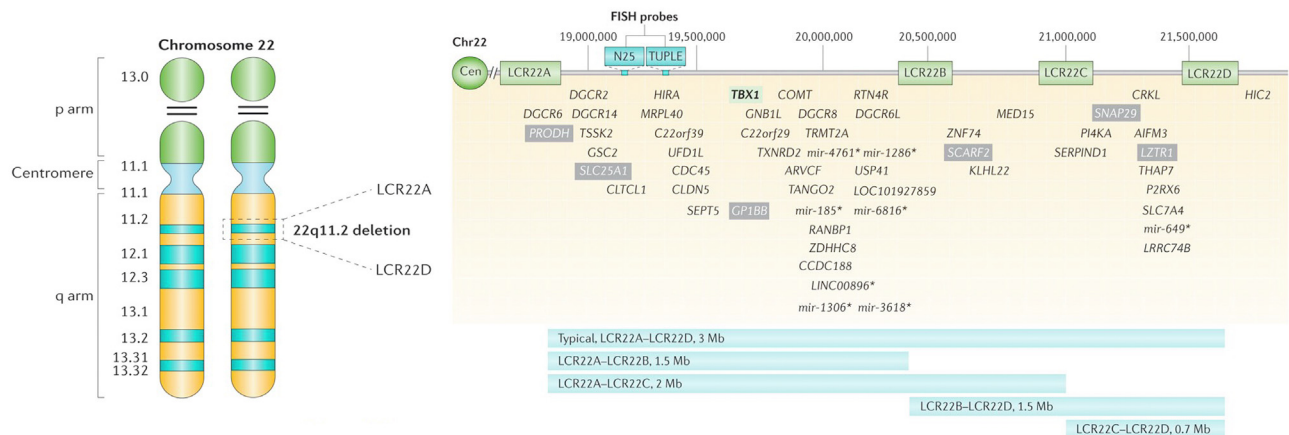 Chromosome 22
p arm
Centromere
q arm
13.0
11.1
11.1
11.2
12.1
12.3
13.1
13.2
13.31
13.32
22q11.2 deletion
LCR22A
LCR22D
FISH probes
Chr22
19,000,000
19,500,000
20,000,000
20,500,000
21,000,000
21,500,000
N25
TUPLE
Cen
LCR22A
LCR22B
LCR22C
LCR22D
DGCR2 HIRA TBX1 COMT RTN4R CRKL HIC2
DGCR6 DGCR14 MRPL40 GNB1L DGCR8 DGCR6L MED15 SNAP29
PRODH TSSK2 C22orf39 C22orf29 TRMT2A ZNF74 PI4KA AIFM3
GSC2 UFD1L TXNRD2 mir-4761* mir-1286* SCARF2 SERPIND1 LZTR1
SLC25A1 CDC45 ARVCF USP41 KLHL22 THAP7
CLTCL1 CLDN5 TANGO2 LOC101927859 P2RX6
SEPT5 GP1BB mir-185* mir-6816* SLC7A4
RANBP1 mir-649*
ZDHHC8 LRRC74B
CCDC188
LINC00896*
mir-1306* mir-3618*
Typical, LCR22A–LCR22D, 3 Mb
LCR22A–LCR22B, 1.5 Mb
LCR22A–LCR22C, 2 Mb
LCR22B–LCR22D, 1.5 Mb
LCR22C–LCR22D, 0.7 Mb